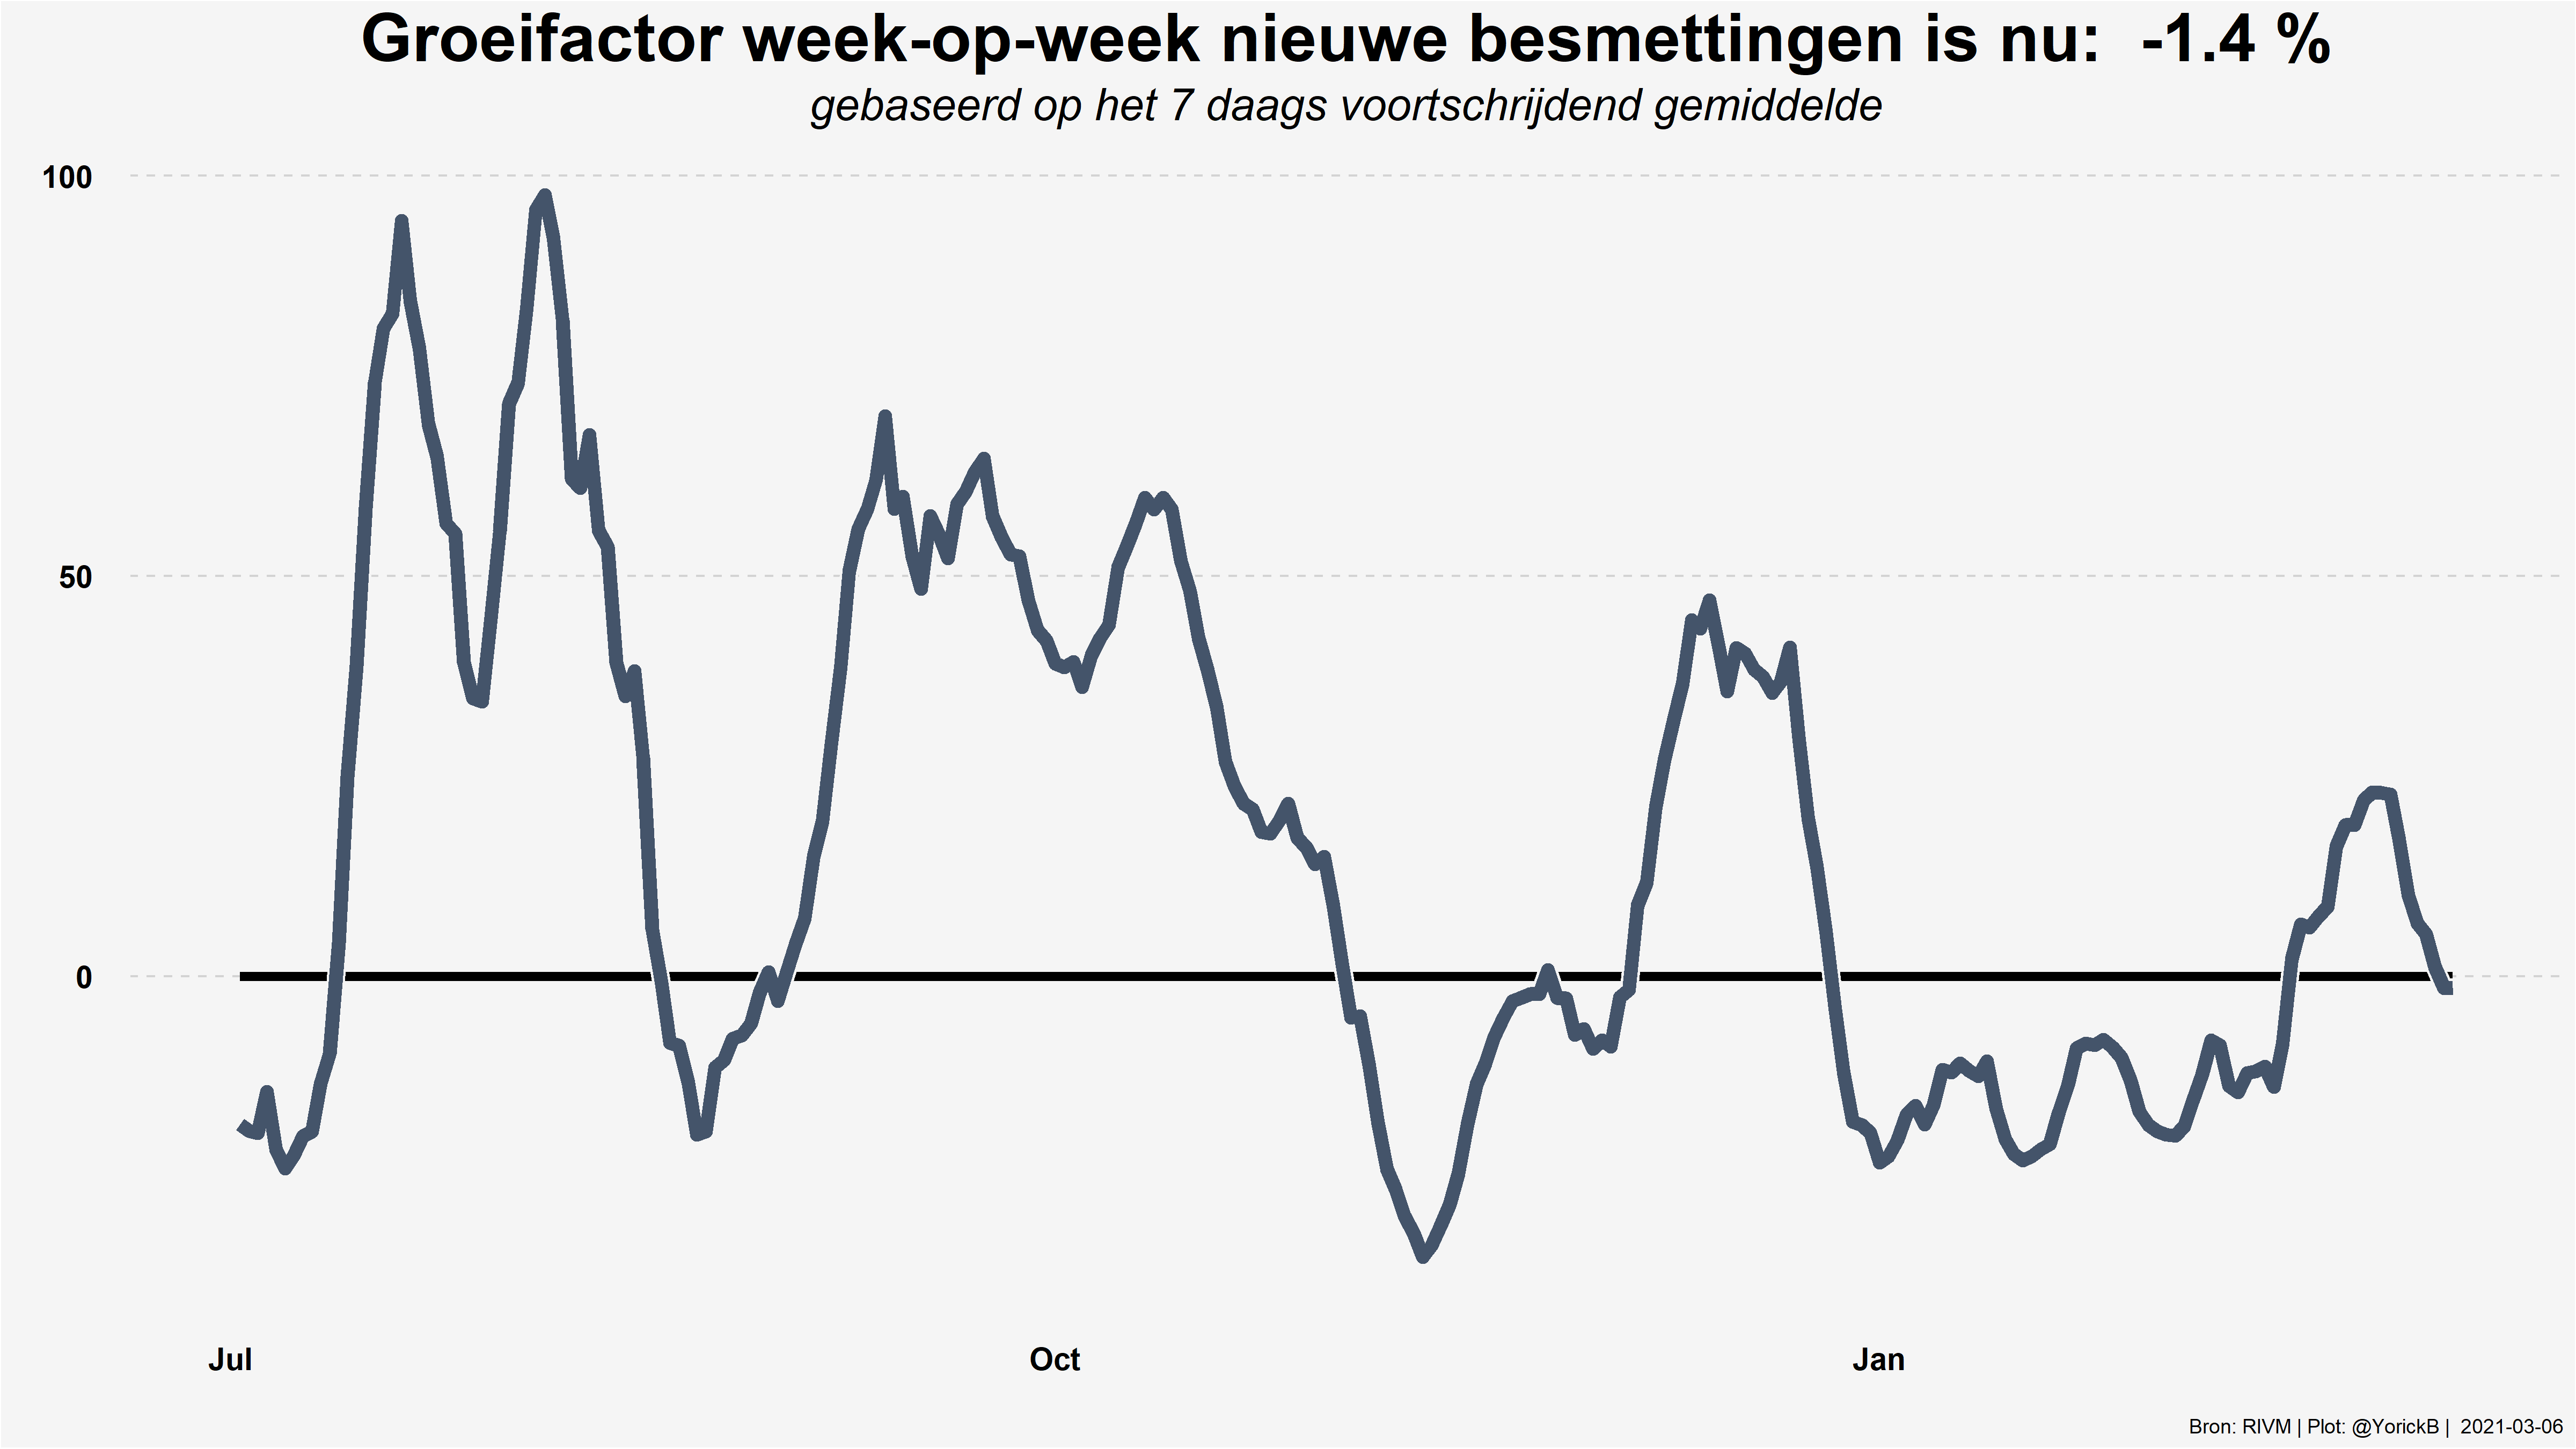 Groeifactor week-op-week nieuwe besmettingen is nu:  -1.4 %
gebaseerd op het 7 daags voortschrijdend gemiddelde
100
50
0
Jul Oct Jan
Bron: RIVM | Plot: @YorickB |  2021-03-06